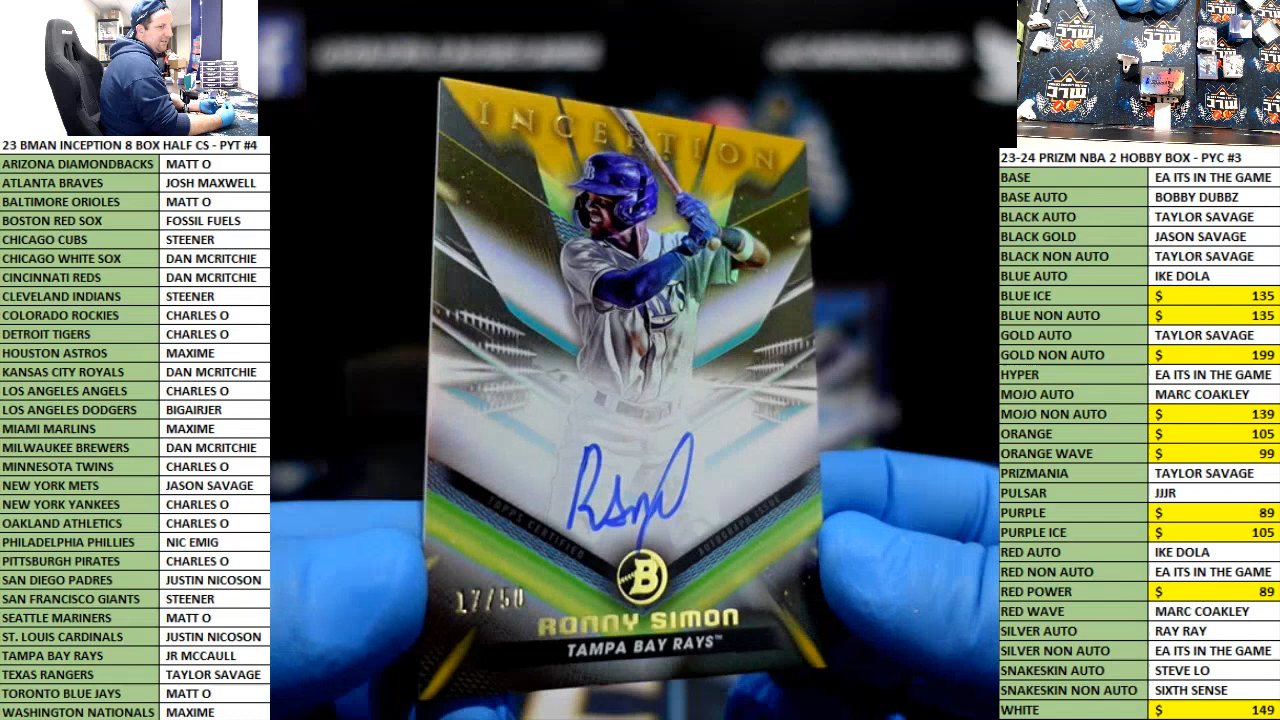 23 BMAN INCEPTION 8 BOX HALF CS - PYT #4
ARIZONA DIAMONDBACKS MATT O
ATLANTA BRAVES JOSH MAXWELL
BALTIMORE ORIOLES MATT O
BOSTON RED SOX FOSSIL FUELS
CHICAGO CUBS STEENER
CHICAGO WHITE SOX DAN MCRITCHIE
CINCINNATI REDS DAN MCRITCHIE
CLEVELAND INDIANS STEENER
COLORADO ROCKIES CHARLES O
DETROIT TIGERS CHARLES O
HOUSTON ASTROS MAXIME
KANSAS CITY ROYALS DAN MCRITCHIE
LOS ANGELES ANGELS CHARLES O
LOS ANGELES DODGERS BIGAIRJER
MIAMI MARLINS MAXIME
MILWAUKEE BREWERS DAN MCRITCHIE
MINNESOTA TWINS CHARLES O
NEW YORK METS JASON SAVAGE
NEW YORK YANKEES CHARLES O
OAKLAND ATHLETICS CHARLES O
PHILADELPHIA PHILLIES NIC EMIG
PITTSBURGH PIRATES CHARLES O
SAN DIEGO PADRES JUSTIN NICOSON
SAN FRANCISCO GIANTS STEENER
SEATTLE MARINERS MATT O
ST. LOUIS CARDINALS JUSTIN NICOSON
TAMPA BAY RAYS JR MCCAULL
TEXAS RANGERS TAYLOR SAVAGE
TORONTO BLUE JAYS MATT O
WASHINGTON NATIONALS MAXIME
INCEPTION
RAYS
TOPPS CERTIFIED
AUTOGRAPH ISSUE
B
17/50
RONNY SIMON
TAMPA BAY RAYS™
23-24 PRIZM NBA 2 HOBBY BOX - PYC #3
BASE EA ITS IN THE GAME
BASE AUTO BOBBY DUBBZ
BLACK AUTO TAYLOR SAVAGE
BLACK GOLD JASON SAVAGE
BLACK NON AUTO TAYLOR SAVAGE
BLUE AUTO IKE DOLA
BLUE ICE $ 135
BLUE NON AUTO $ 135
GOLD AUTO TAYLOR SAVAGE
GOLD NON AUTO $ 199
HYPER EA ITS IN THE GAME
MOJO AUTO MARC COAKLEY
MOJO NON AUTO $ 139
ORANGE $ 105
ORANGE WAVE $ 99
PRIZMANIA TAYLOR SAVAGE
PULSAR JJJR
PURPLE $ 89
PURPLE ICE $ 105
RED AUTO IKE DOLA
RED NON AUTO EA ITS IN THE GAME
RED POWER $ 89
RED WAVE MARC COAKLEY
SILVER AUTO RAY RAY
SILVER NON AUTO EA ITS IN THE GAME
SNAKESKIN AUTO STEVE LO
SNAKESKIN NON AUTO SIXTH SENSE
WHITE $ 149